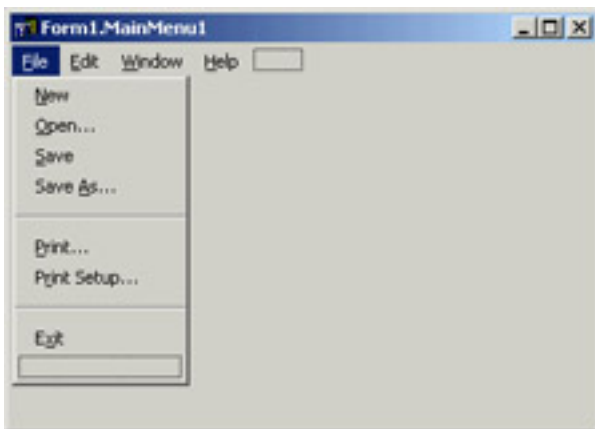 Form1.MainMenu1
File Edit Window Help
New
Open...
Save
Save As...
Print...
Print Setup...
Exit